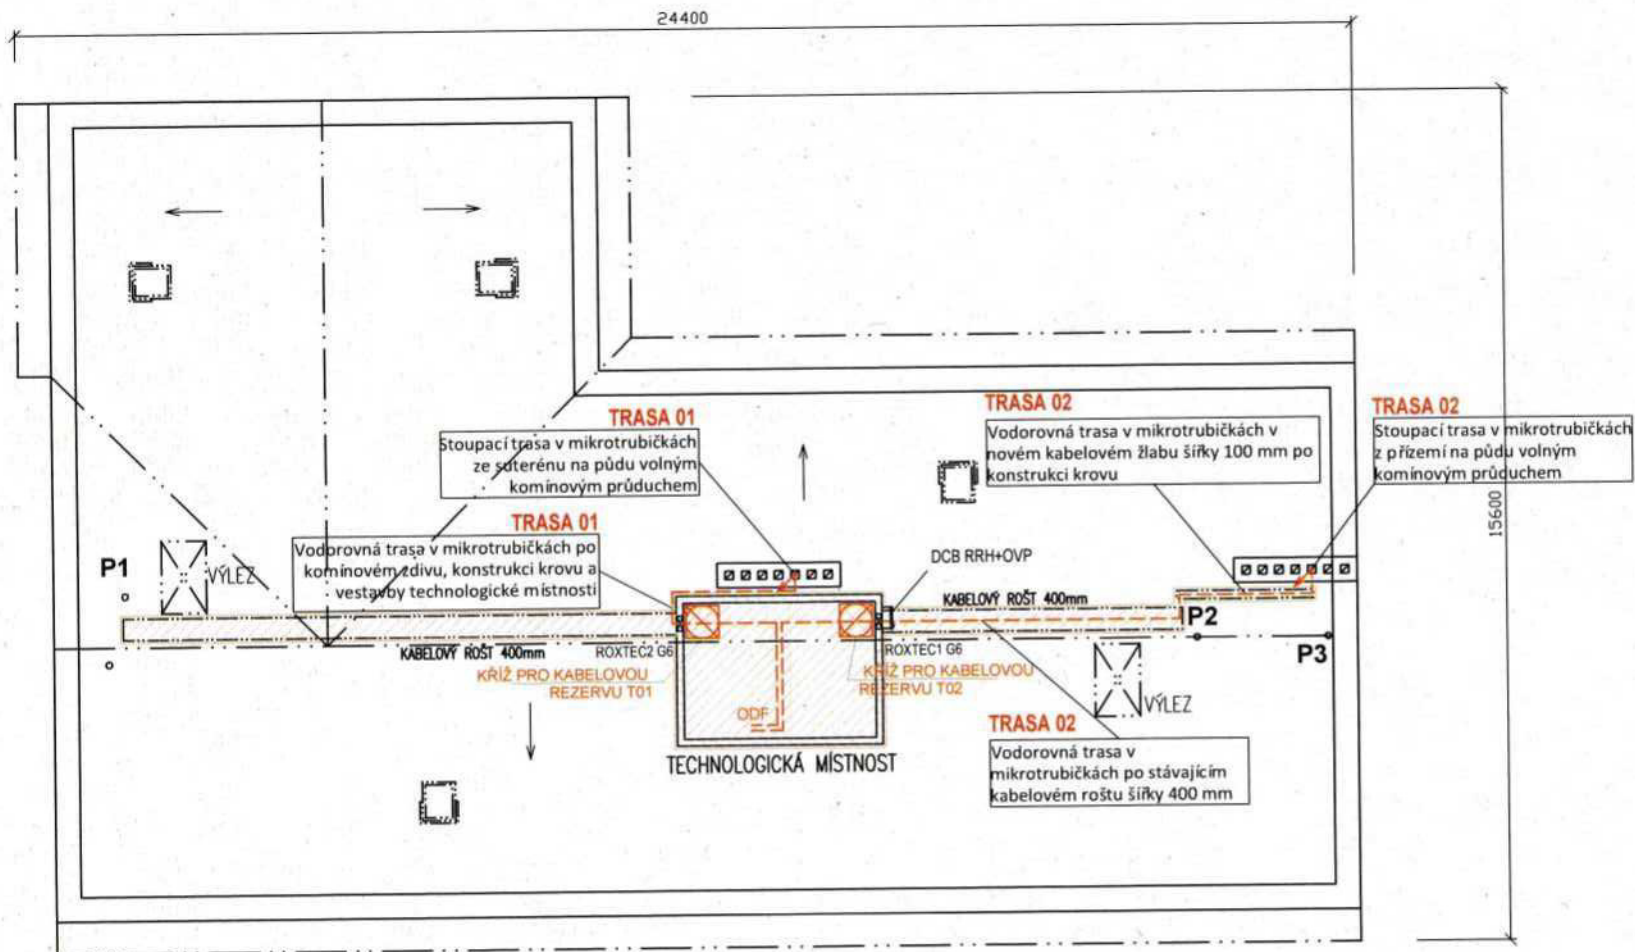 24400
TRASA 01
Stoupací trasa v mikrotrubičkách
ze suterénu na půdu volným
komínovým průduchem
TRASA 02
Vodorovná trasa v mikrotrubičkách v
novém kabelovém žlabu šířky 100 mm po
konstrukci krovu
TRASA 02
Stoupací trasa v mikrotrubičkách
z přízemí na půdu volným
komínovým průduchem
15600
TRASA 01
Vodorovná trasa v mikrotrubičkách po
komínovém zdivu, konstrukci krovu a
vestavby technologické místnosti
P1
VÝLEZ
DCB RRH+OVP
KABELOVÝ ROŠT 400mm
P2
P3
KABELOVÝ ROŠT 400mm
ROXTEC2 G6
ROXTEC1 G6
KŘÍŽ PRO KABELOVOU
REZERVU T01
KŘÍŽ PRO KABELOVOU
REZERVU T02
ODF
VÝLEZ
TECHNOLOGICKÁ MÍSTNOST
TRASA 02
Vodorovná trasa v
mikrotrubičkách po stávajícím
kabelovém roštu šířky 400 mm